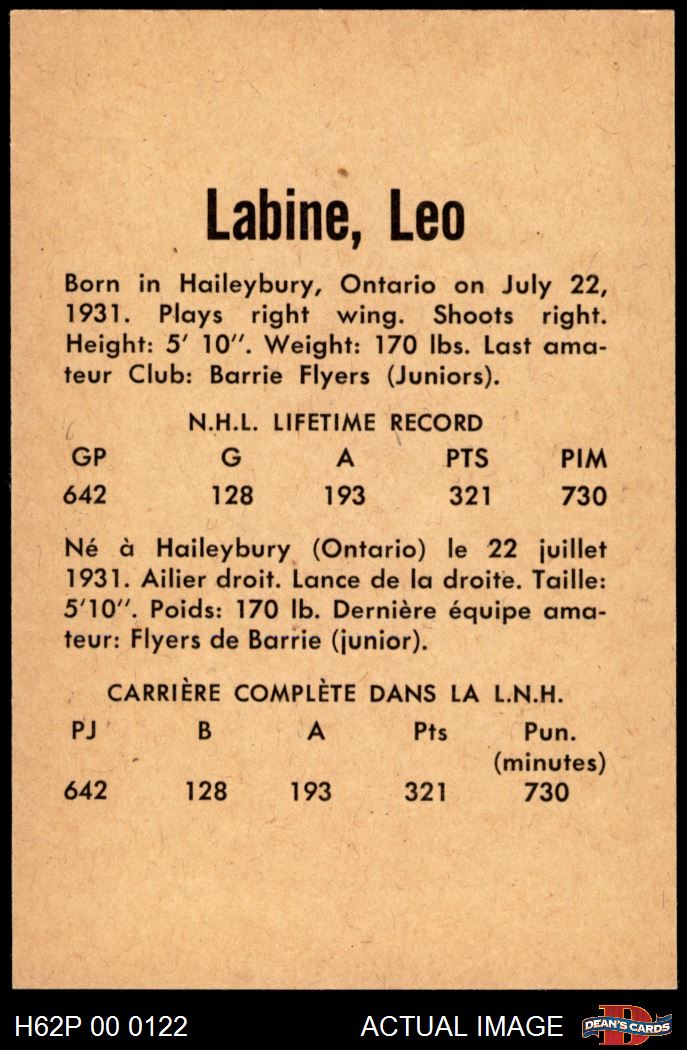 Labine, Leo
Born in Haileybury, Ontario on July 22,
1931. Plays right wing. Shoots right.
Height: 5' 10''. Weight: 170 lbs. Last ama-
teur Club: Barrie Flyers (Juniors).
N.H.L. LIFETIME RECORD
GP G A PTS PIM
642 128 193 321 730
Né à Haileybury (Ontario) le 22 juillet
1931. Ailier droit. Lance de la droite. Taille:
5'10''. Poids: 170 lb. Dernière équipe ama-
teur: Flyers de Barrie (junior).
CARRIÈRE COMPLÈTE DANS LA L.N.H.
PJ B A Pts Pun.
(minutes)
642 128 193 321 730
H62P 00 0122 ACTUAL IMAGE DEAN'S CARDS